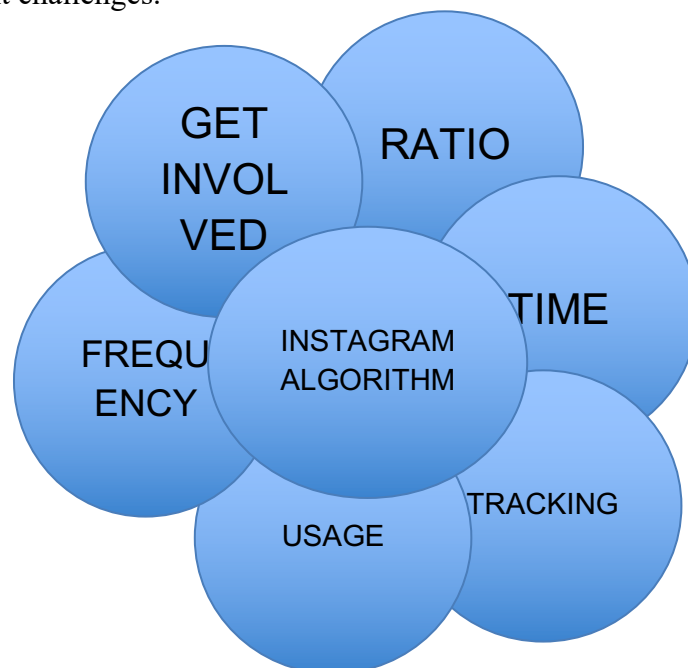 challenges.
GET
INVOL
VED
RATIO
TIME
FREQU
ENCY
INSTAGRAM
ALGORITHM
TRACKING
USAGE